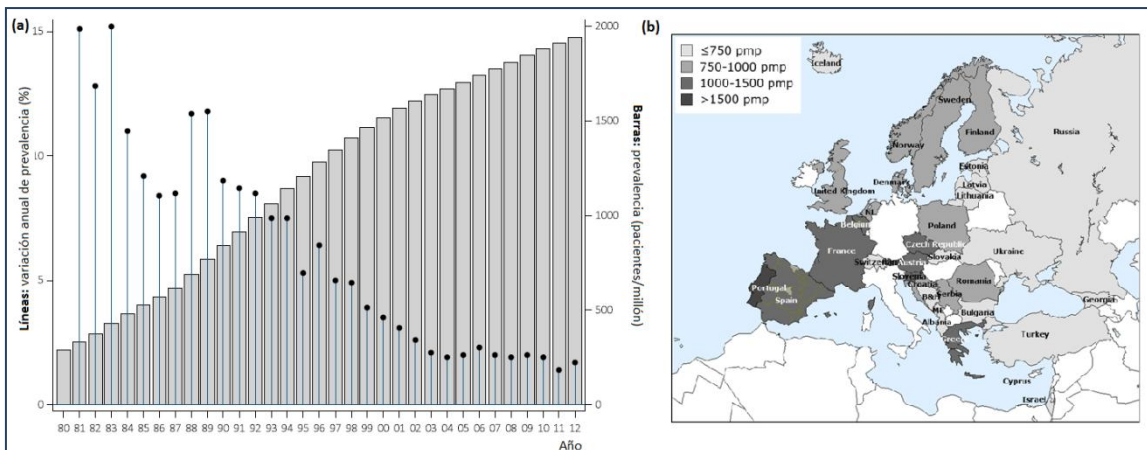 (a)
Líneas: variación anual de prevalencia (%)
15
10
5
0
2000
1500
1000
500
0
Barras: prevalencia (pacientes/millón)
80 81 82 83 84 85 86 87 88 89 90 91 92 93 94 95 96 97 98 99 00 01 02 03 04 05 06 07 08 09 10 11 12
Año
(b)
≤750 pmp
750-1000 pmp
1000-1500 pmp
>1500 pmp
Iceland
Sweden
Finland
Norway
Russia
Estonia
Latvia
Lithuania
Denmark
United Kingdom
NL
Belgium
Poland
Czech Republic
Ukraine
Slovakia
France
Austria
Slovenia
Croatia
Romania
Serbia
B&H
Portugal
Spain
Bulgaria
Georgia
Albania
Turkey
Cyprus
Israel